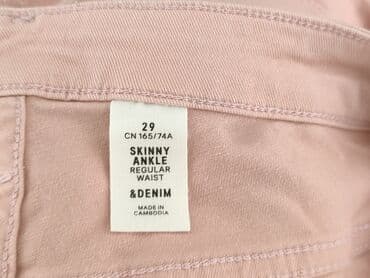 29
CN 165/74A
SKINNY
ANKLE
REGULAR
WAIST
&DENIM
MADE IN
CAMBODIA